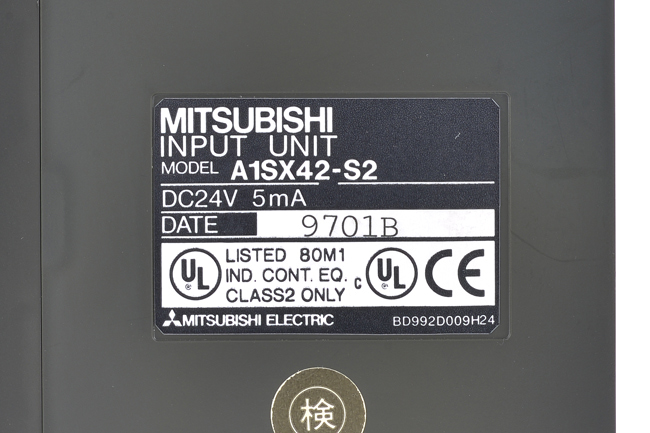 MITSUBISHI
INPUT UNIT
MODEL A1SX42-S2
DC24V 5mA
DATE 9701B
UL LISTED 80M1
IND. CONT. EQ. c UL CE
CLASS2 ONLY
MITSUBISHI ELECTRIC BD992D009H24
検